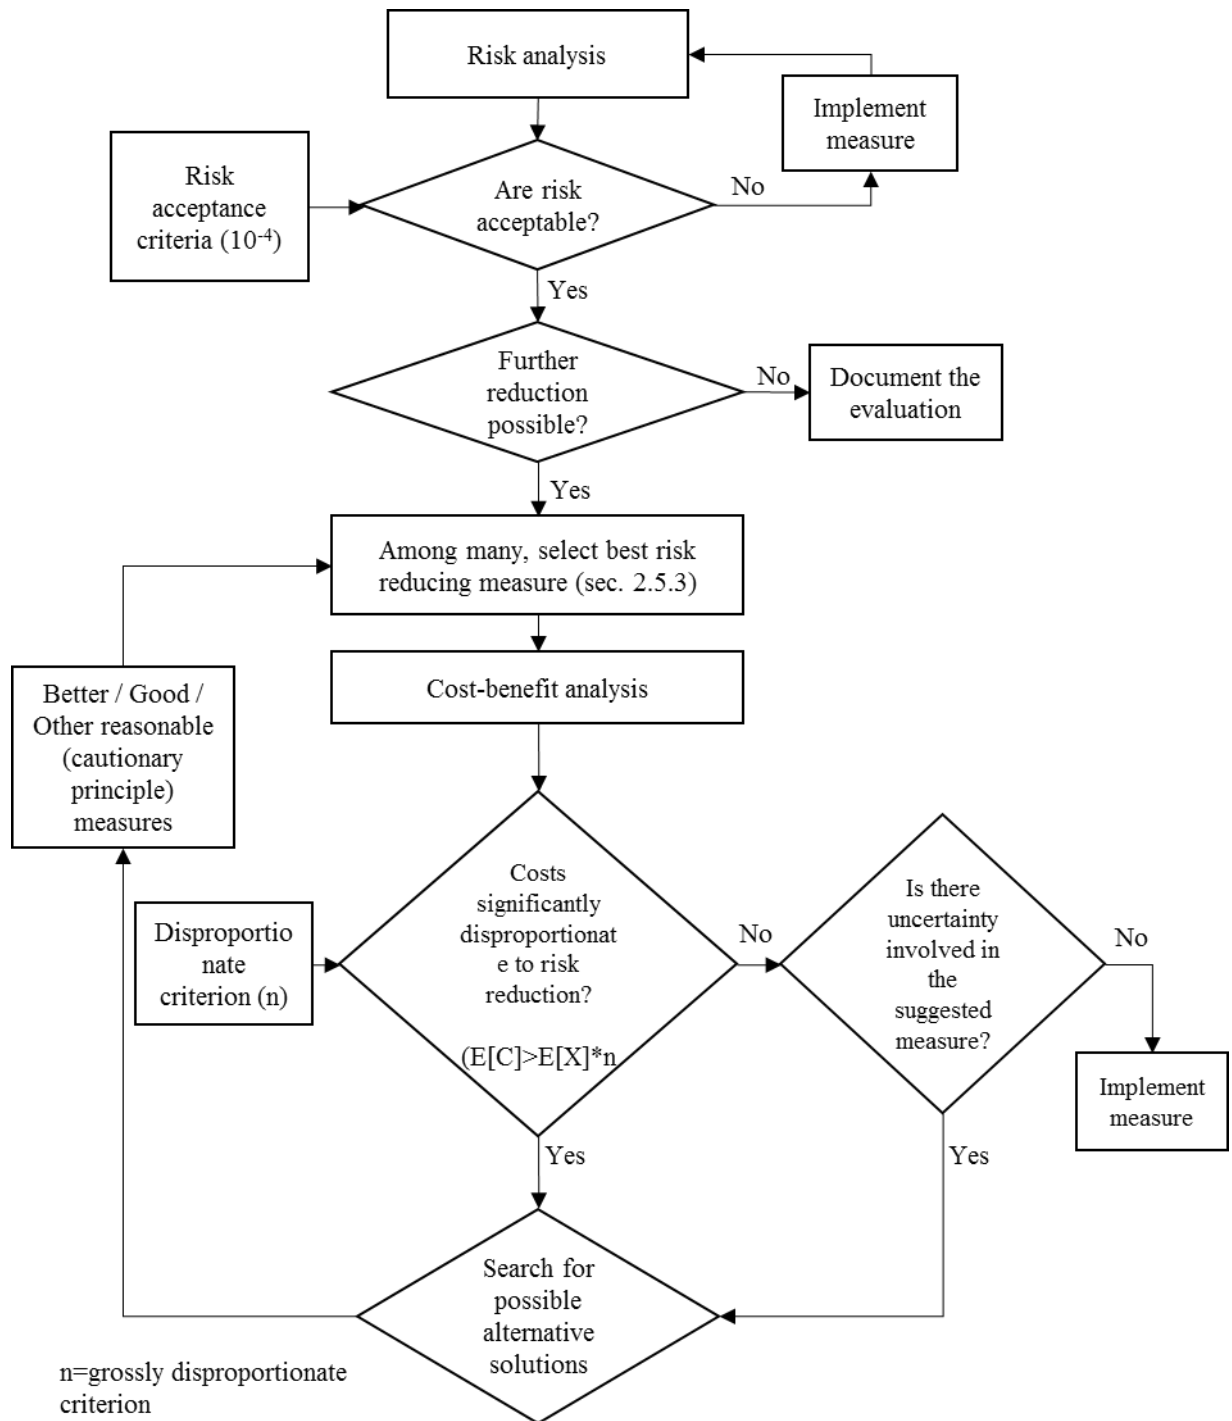 Risk analysis
Implement
measure
Risk
acceptance
criteria (10⁻⁴)
Are risk
acceptable?
No
Yes
Further
reduction
possible?
No
Document the
evaluation
Yes
Among many, select best risk
reducing measure (sec. 2.5.3)
Better / Good /
Other reasonable
(cautionary
principle)
measures
Cost-benefit analysis
Disproportio
nate
criterion (n)
Costs
significantly
disproportionat
e to risk
reduction?
(E[C]>E[X]*n
No
Is there
uncertainty
involved in
the
suggested
measure?
No
Implement
measure
Yes
Yes
Search for
possible
alternative
solutions
n=grossly disproportionate
criterion